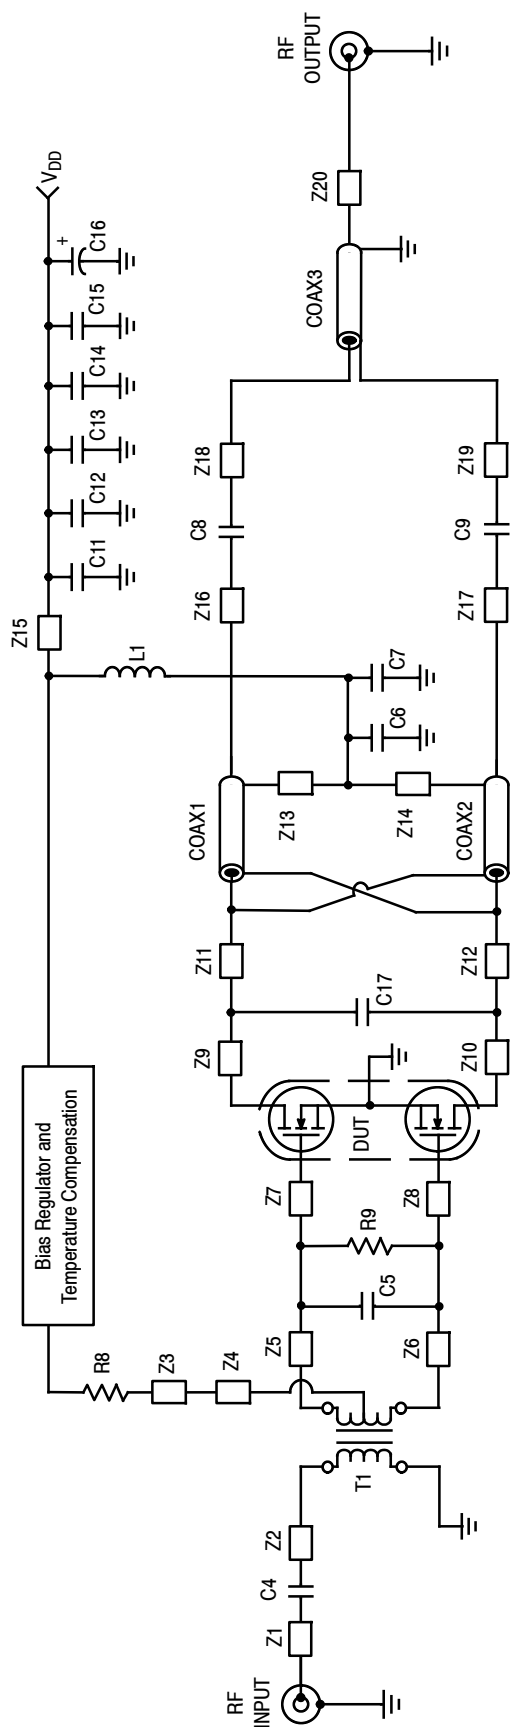 RF
INPUT
Z1
C4
Z2
T1
R8
Z3
Z4
Bias Regulator and
Temperature Compensation
Z5
Z6
C5
R9
Z7
Z8
DUT
Z9
Z10
C17
Z11
Z12
COAX1
COAX2
Z13
Z14
C6
C7
L1
Z15
C11
C12
C13
C14
C15
+
C16
VDD
Z16
C8
Z18
Z17
C9
Z19
COAX3
Z20
RF
OUTPUT